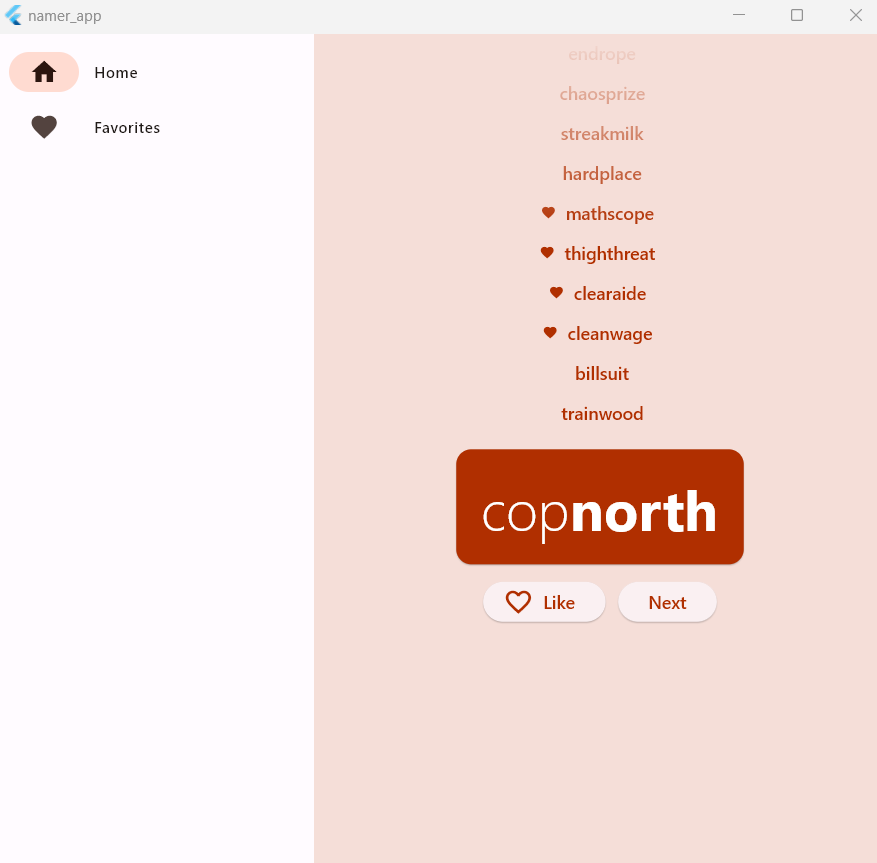 namer_app
Home
Favorites
endrope
chaosprize
streakmilk
hardplace
mathscope
thighthreat
clearaide
cleanwage
billsuit
trainwood
copnorth
Like
Next